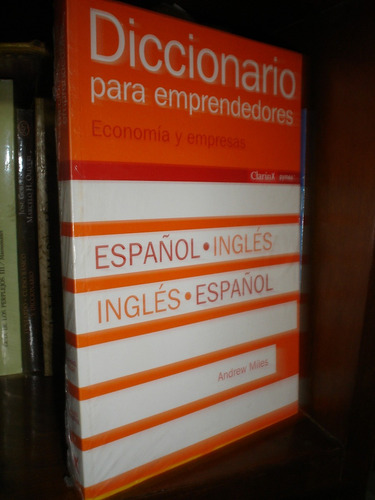 Diccionario
para emprendedores
Economía y empresas
Clarín
ESPAÑOL • INGLÉS
INGLÉS • ESPAÑOL
Andrew Miles